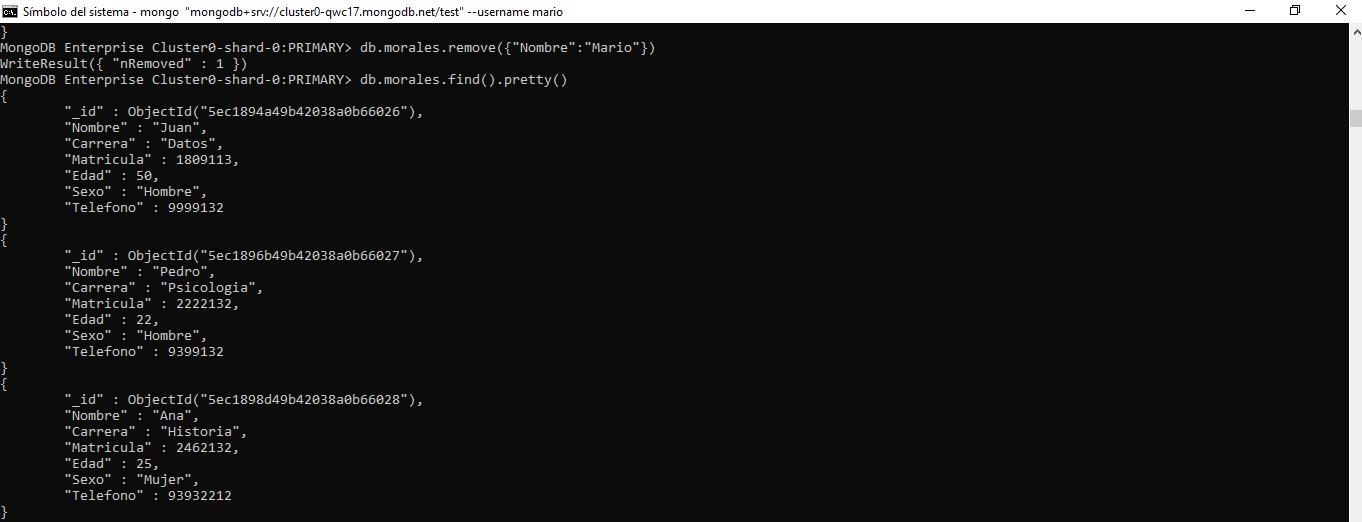 Símbolo del sistema - mongo "mongodb+srv://cluster0-qwc17.mongodb.net/test" --username mario
}
MongoDB Enterprise Cluster0-shard-0:PRIMARY> db.morales.remove({"Nombre":"Mario"})
WriteResult({ "nRemoved" : 1 })
MongoDB Enterprise Cluster0-shard-0:PRIMARY> db.morales.find().pretty()
{
        "_id" : ObjectId("5ec1894a49b42038a0b66026"),
        "Nombre" : "Juan",
        "Carrera" : "Datos",
        "Matricula" : 1809113,
        "Edad" : 50,
        "Sexo" : "Hombre",
        "Telefono" : 9999132
}
{
        "_id" : ObjectId("5ec1896b49b42038a0b66027"),
        "Nombre" : "Pedro",
        "Carrera" : "Psicologia",
        "Matricula" : 2222132,
        "Edad" : 22,
        "Sexo" : "Hombre",
        "Telefono" : 9399132
}
{
        "_id" : ObjectId("5ec1898d49b42038a0b66028"),
        "Nombre" : "Ana",
        "Carrera" : "Historia",
        "Matricula" : 2462132,
        "Edad" : 25,
        "Sexo" : "Mujer",
        "Telefono" : 93932212
}